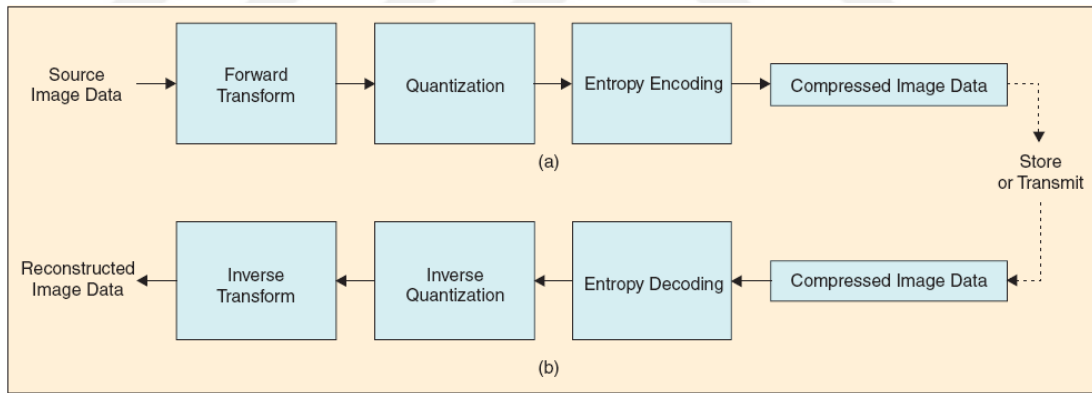 Source
Image Data
Forward
Transform
Quantization
Entropy Encoding
Compressed Image Data
(a)
Store
or Transmit
Reconstructed
Image Data
Inverse
Transform
Inverse
Quantization
Entropy Decoding
Compressed Image Data
(b)